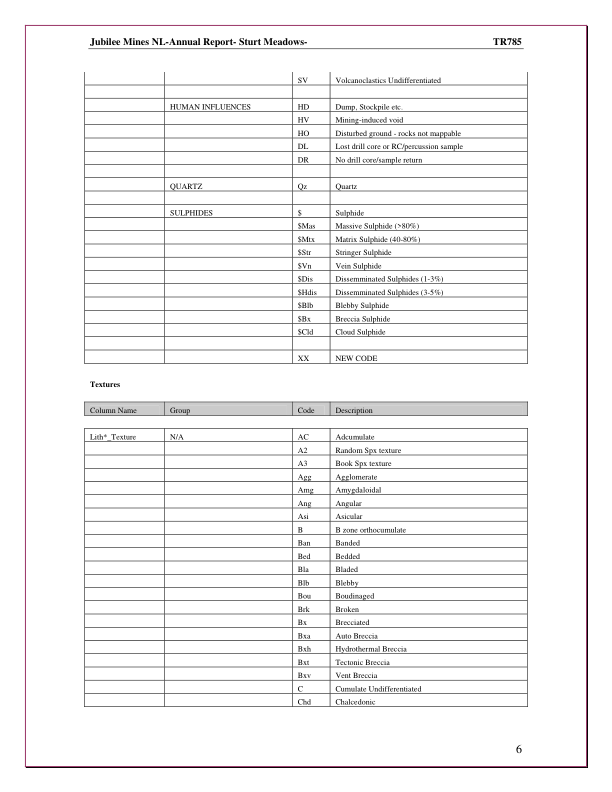 Jubilee Mines NL-Annual Report- Sturt Meadows- TR785
SV Volcanoclastics Undifferentiated
HUMAN INFLUENCES HD Dump, Stockpile etc.
HV Mining-induced void
HO Disturbed ground - rocks not mappable
DL Lost drill core or RC/percussion sample
DR No drill core/sample return
QUARTZ Qz Quartz
SULPHIDES $ Sulphide
$Mas Massive Sulphide (>80%)
$Mtx Matrix Sulphide (40-80%)
$Str Stringer Sulphide
$Vn Vein Sulphide
$Dis Dissemminated Sulphides (1-3%)
$Hdis Dissemminated Sulphides (3-5%)
$Blb Blebby Sulphide
$Bx Breccia Sulphide
$Cld Cloud Sulphide
XX NEW CODE
Textures
Column Name Group Code Description
Lith*_Texture N/A AC Adcumulate
A2 Random Spx texture
A3 Book Spx texture
Agg Agglomerate
Amg Amygdaloidal
Ang Angular
Asi Asicular
B B zone orthocumulate
Ban Banded
Bed Bedded
Bla Bladed
Blb Blebby
Bou Boudinaged
Brk Broken
Bx Brecciated
Bxa Auto Breccia
Bxh Hydrothermal Breccia
Bxt Tectonic Breccia
Bxv Vent Breccia
C Cumulate Undifferentiated
Chd Chalcedonic
6